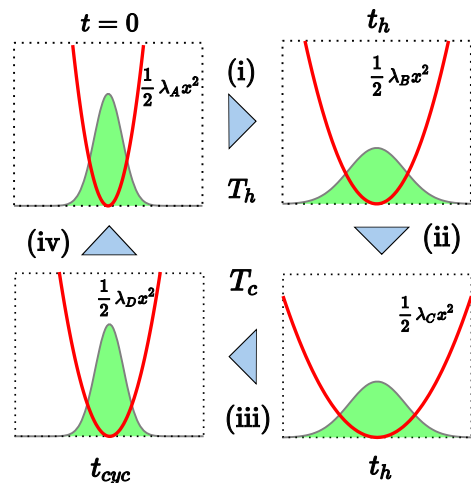 t = 0
t_h
(i)
1/2 λ_A x²
1/2 λ_B x²
T_h
(iv)
(ii)
T_c
1/2 λ_D x²
1/2 λ_C x²
(iii)
t_cyc
t_h